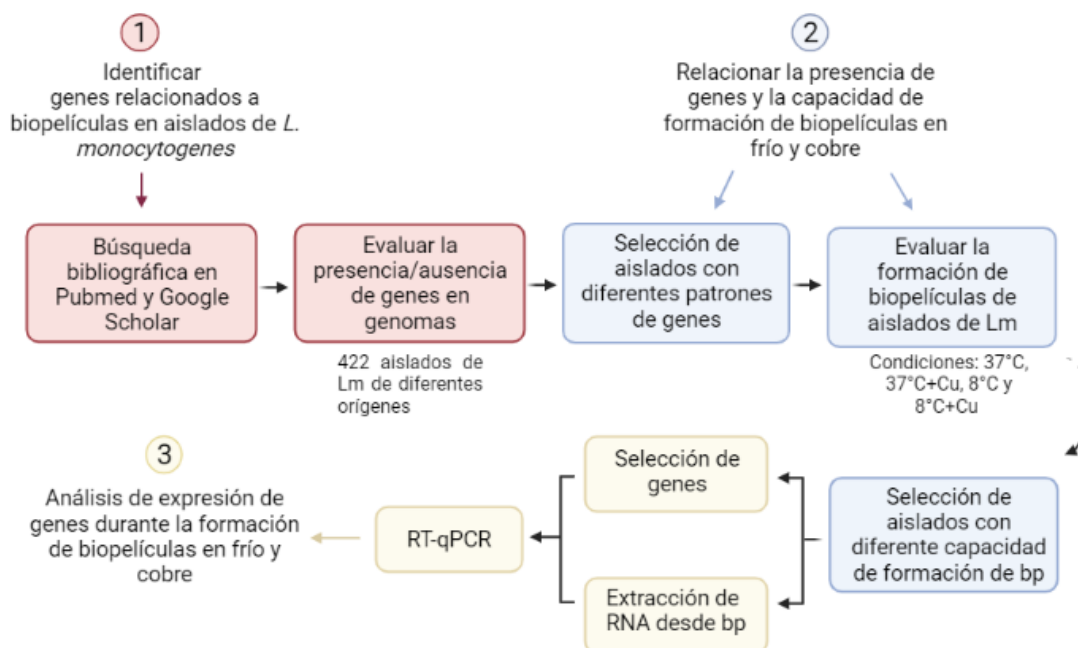 1
Identificar
genes relacionados a
biopelículas en aislados de L.
monocytogenes
2
Relacionar la presencia de
genes y la capacidad de
formación de biopelículas en
frío y cobre
Búsqueda
bibliográfica en
Pubmed y Google
Scholar
Evaluar la
presencia/ausencia
de genes en
genomas
422 aislados de
Lm de diferentes
orígenes
Selección de
aislados con
diferentes patrones
de genes
Evaluar la
formación de
biopelículas de
aislados de Lm
Condiciones: 37°C,
37°C+Cu, 8°C y
8°C+Cu
Selección de
aislados con
diferente capacidad
de formación de bp
Selección de
genes
Extracción de
RNA desde bp
RT-qPCR
3
Análisis de expresión de
genes durante la formación
de biopelículas en frío y
cobre